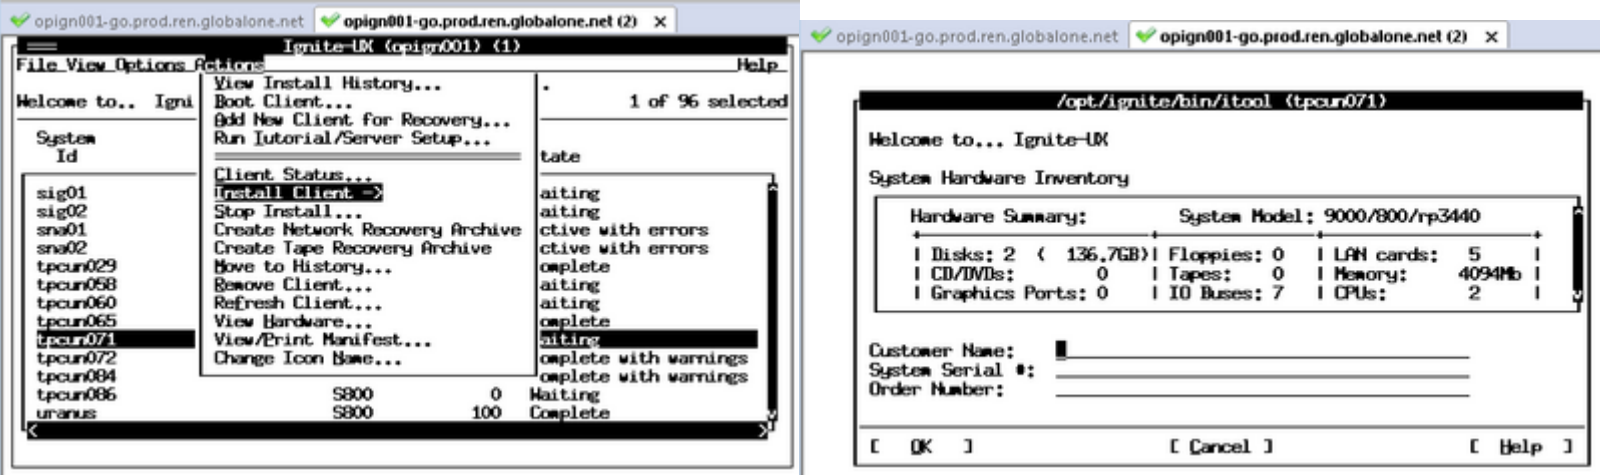 opign001-go.prod.ren.globalone.net
opign001-go.prod.ren.globalone.net (2) ×
Ignite-UX (opign001) (1)
File View Options Actions Help
View Install History...
Welcome to.. Igni Boot Client... . 1 of 96 selected
Add New Client for Recovery...
System Run Tutorial/Server Setup...
Id tate
Client Status...
sig01 Install Client -> aiting
sig02 Stop Install... aiting
sna01 Create Network Recovery Archive ctive with errors
sna02 Create Tape Recovery Archive ctive with errors
tpcun029 Move to History... omplete
tpcun058 Remove Client... aiting
tpcun060 Refresh Client... aiting
tpcun065 View Hardware... omplete
tpcun071 View/Print Manifest... aiting
tpcun072 Change Icon Name... omplete with warnings
tpcun084 omplete with warnings
tpcun086 S800 0 Waiting
uranus S800 100 Complete
opign001-go.prod.ren.globalone.net
opign001-go.prod.ren.globalone.net (2) ×
/opt/ignite/bin/itool (tpcun071)
Welcome to... Ignite-UX
System Hardware Inventory
Hardware Summary: System Model: 9000/800/rp3440
| Disks: 2 ( 136.7GB)| Floppies: 0 | LAN cards: 5 |
| CD/DVDs: 0 | Tapes: 0 | Memory: 4094Mb |
| Graphics Ports: 0 | IO Buses: 7 | CPUs: 2 |
Customer Name:
System Serial #:
Order Number:
[ OK ] [ Cancel ] [ Help ]